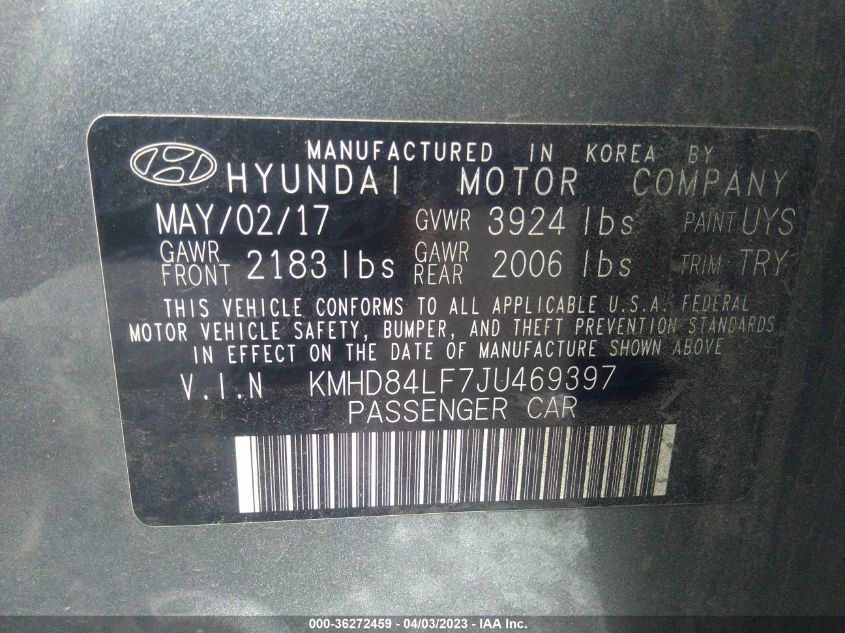 MANUFACTURED IN KOREA BY
HYUNDAI MOTOR COMPANY
MAY/02/17 GVWR 3924 lbs PAINT UYS
GAWR FRONT 2183 lbs GAWR REAR 2006 lbs TRIM TRY
THIS VEHICLE CONFORMS TO ALL APPLICABLE U.S.A. FEDERAL
MOTOR VEHICLE SAFETY, BUMPER, AND THEFT PREVENTION STANDARDS
IN EFFECT ON THE DATE OF MANUFACTURE SHOWN ABOVE
V.I.N KMHD84LF7JU469397
PASSENGER CAR
000-36272459 - 04/03/2023 - IAA Inc.